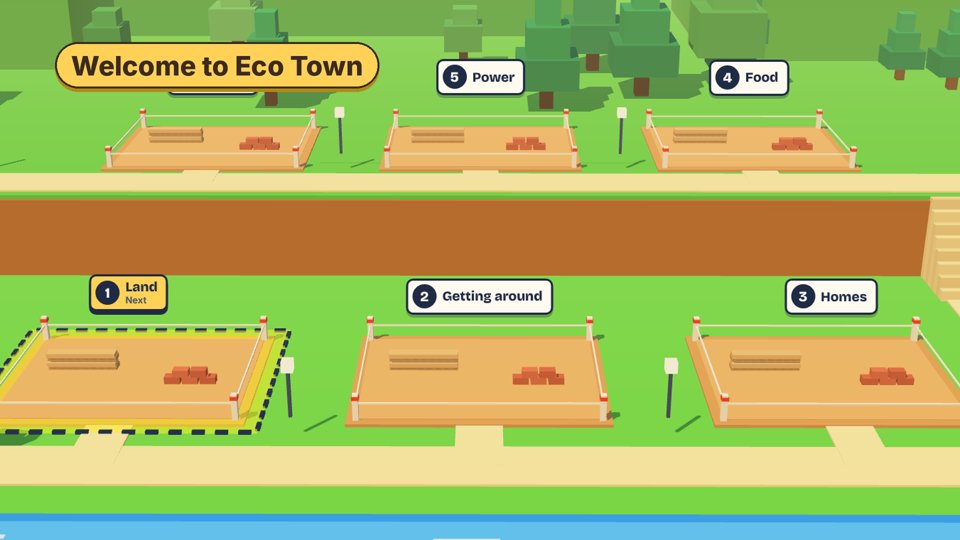 Welcome to Eco Town
5 Power
4 Food
1 Land
Next
2 Getting around
3 Homes